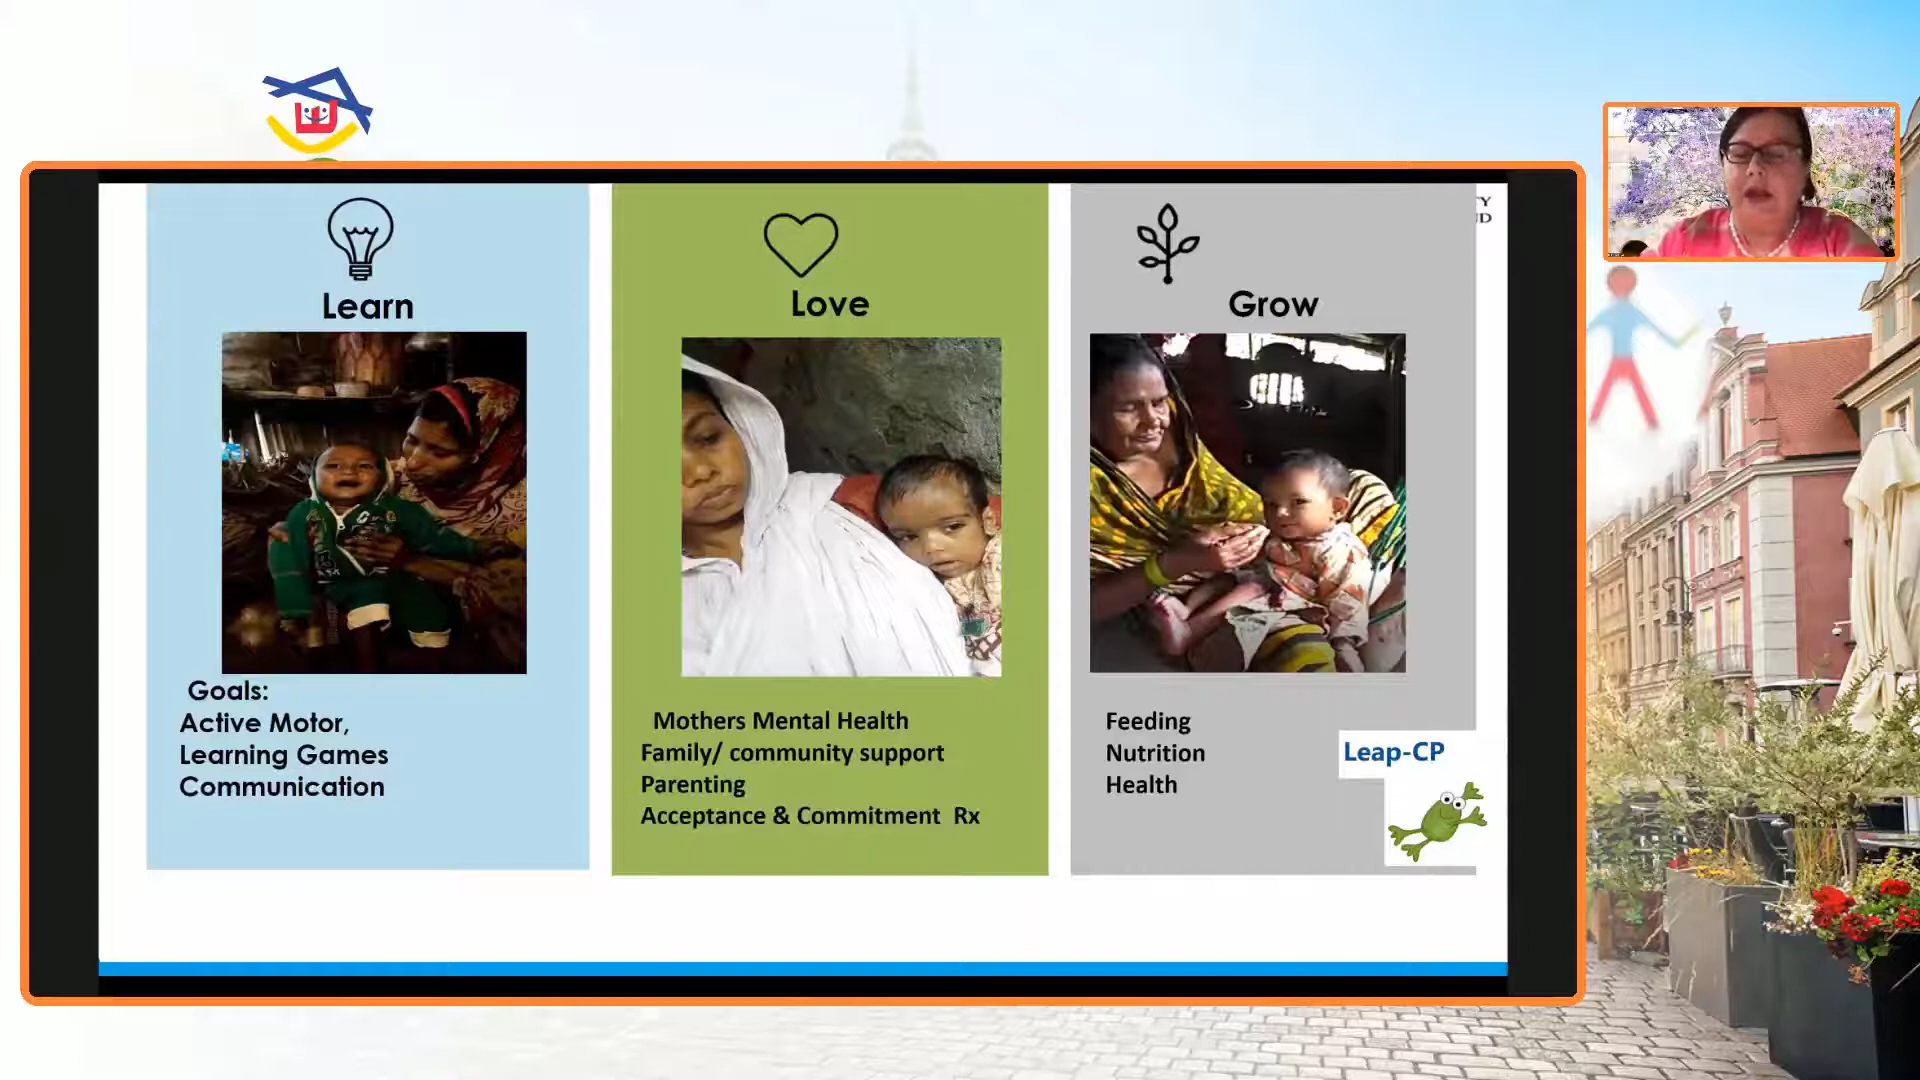 Learn
Goals:
Active Motor,
Learning Games
Communication
Love
Mothers Mental Health
Family/ community support
Parenting
Acceptance & Commitment Rx
Grow
Feeding
Nutrition
Health
Leap-CP